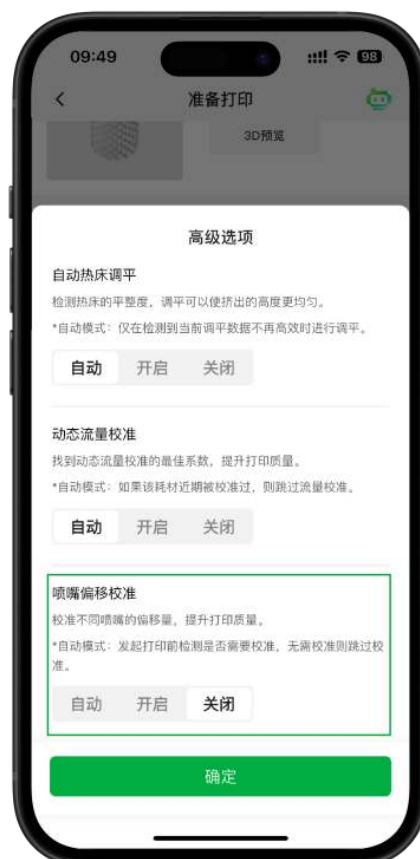 09:49
98
准备打印
3D预览
高级选项
自动热床调平
检测热床的平整度，调平可以使挤出的高度更均匀。
*自动模式：仅在检测到当前调平数据不再高效时进行调平。
自动 开启 关闭
动态流量校准
找到动态流量校准的最佳系数，提升打印质量。
*自动模式：如果该耗材近期被校准过，则跳过流量校准。
自动 开启 关闭
喷嘴偏移校准
校准不同喷嘴的偏移量，提升打印质量。
*自动模式：发起打印前检测是否需要校准，无需校准则跳过校
准。
自动 开启 关闭
确定